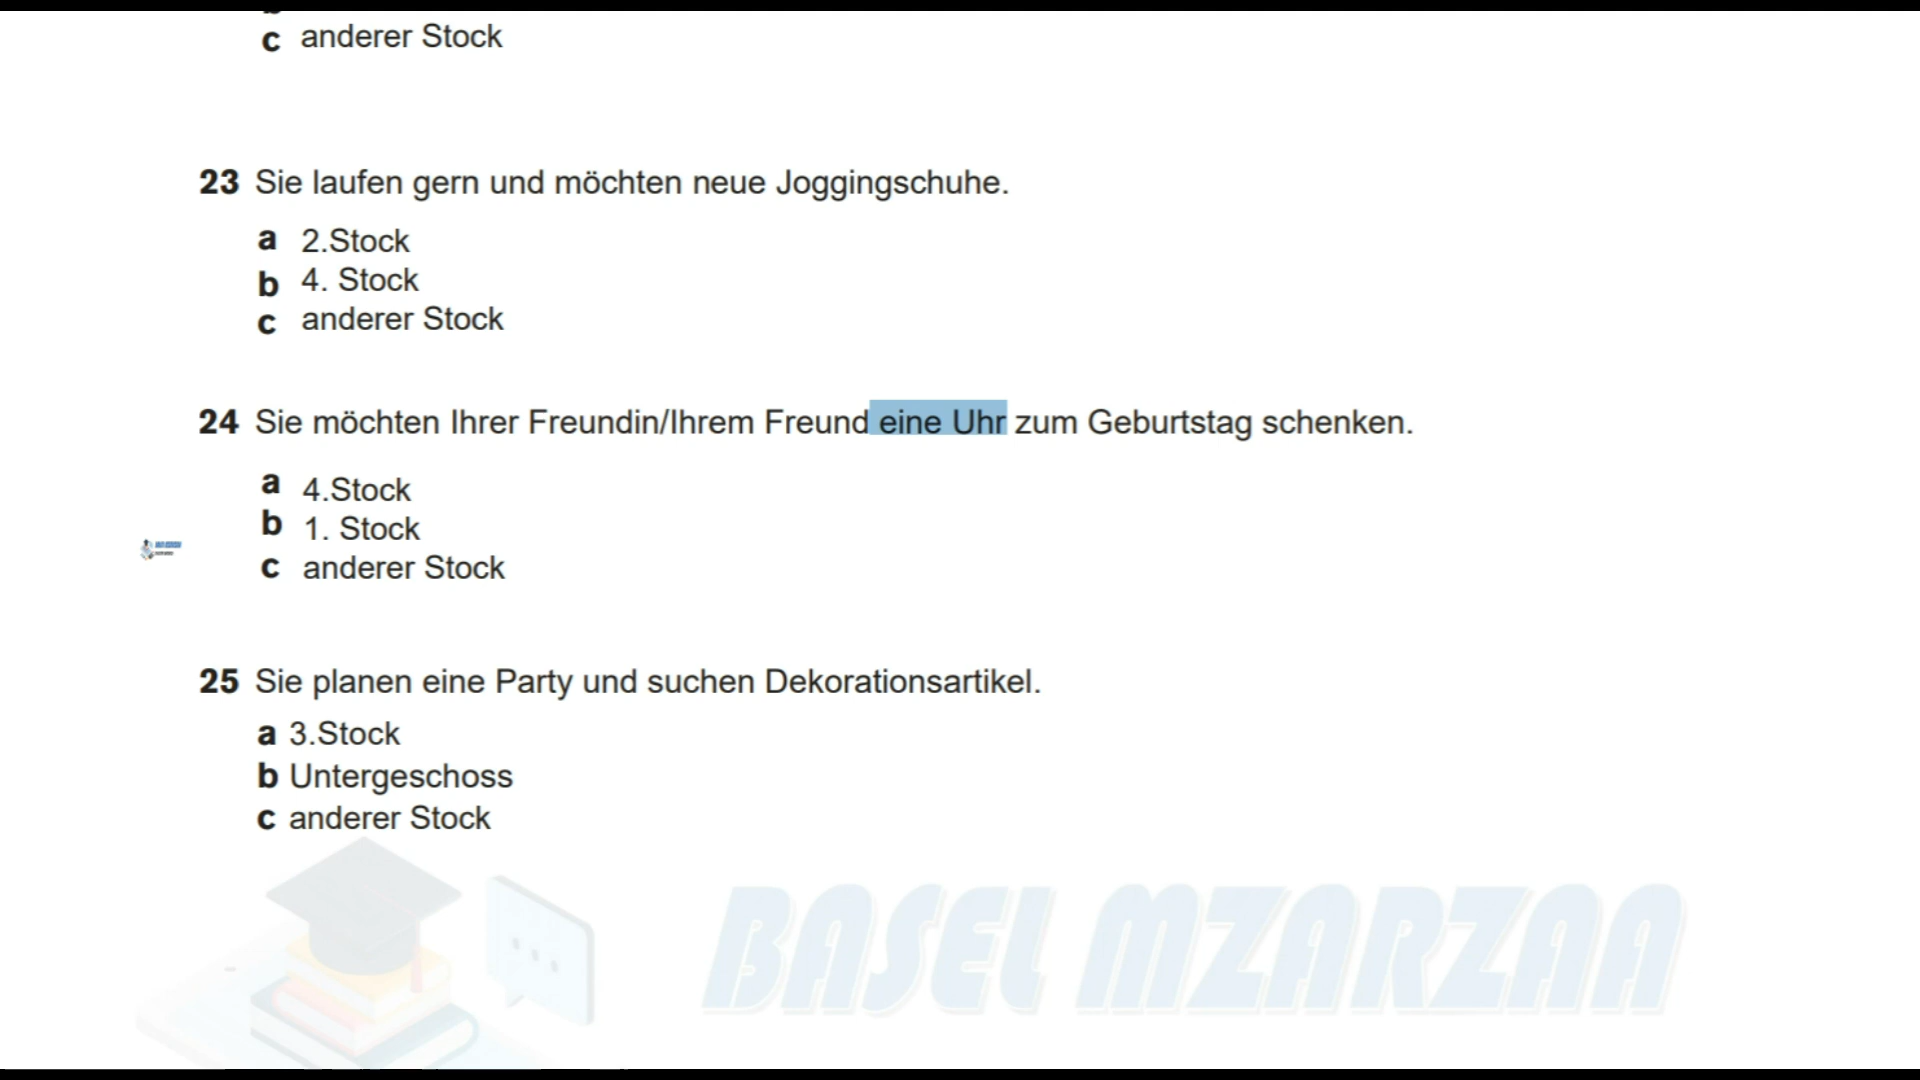 c anderer Stock
23 Sie laufen gern und möchten neue Joggingschuhe.
a 2.Stock
b 4. Stock
c anderer Stock
24 Sie möchten Ihrer Freundin/Ihrem Freund eine Uhr zum Geburtstag schenken.
a 4.Stock
b 1. Stock
c anderer Stock
25 Sie planen eine Party und suchen Dekorationsartikel.
a 3.Stock
b Untergeschoss
c anderer Stock
BASEL MZARZAA